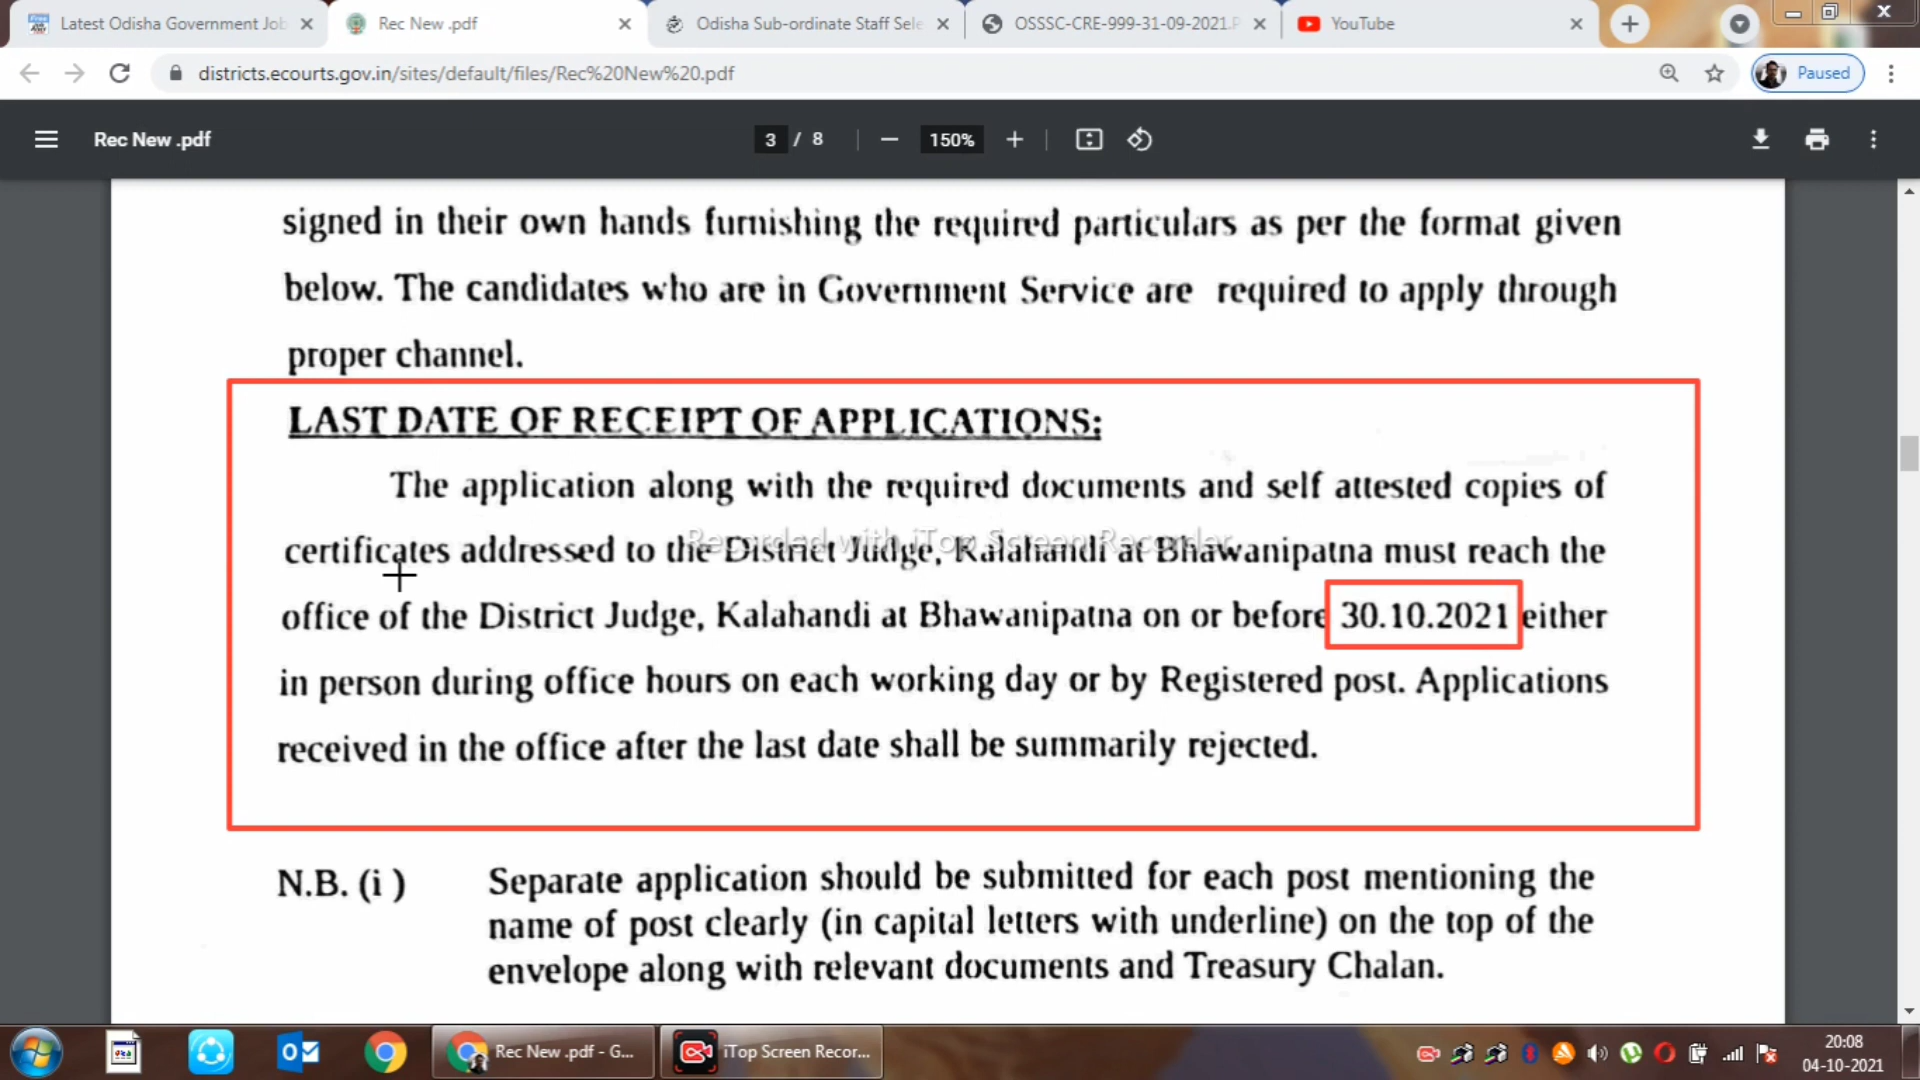 Latest Odisha Government Job
Rec New .pdf
Odisha Sub-ordinate Staff Sele
OSSSC-CRE-999-31-09-2021.P
YouTube
districts.ecourts.gov.in/sites/default/files/Rec%20New%20.pdf
Paused
Rec New .pdf
3 / 8
150%
signed in their own hands furnishing the required particulars as per the format given
below. The candidates who are in Government Service are required to apply through
proper channel.
LAST DATE OF RECEIPT OF APPLICATIONS:
The application along with the required documents and self attested copies of
Recorded with iTop Screen Recorder
certificates addressed to the District Judge, Kalahandi at Bhawanipatna must reach the
office of the District Judge, Kalahandi at Bhawanipatna on or before 30.10.2021 either
in person during office hours on each working day or by Registered post. Applications
received in the office after the last date shall be summarily rejected.
N.B. (i ) Separate application should be submitted for each post mentioning the
name of post clearly (in capital letters with underline) on the top of the
envelope along with relevant documents and Treasury Chalan.
Rec New .pdf - G...
iTop Screen Recor...
20:08
04-10-2021